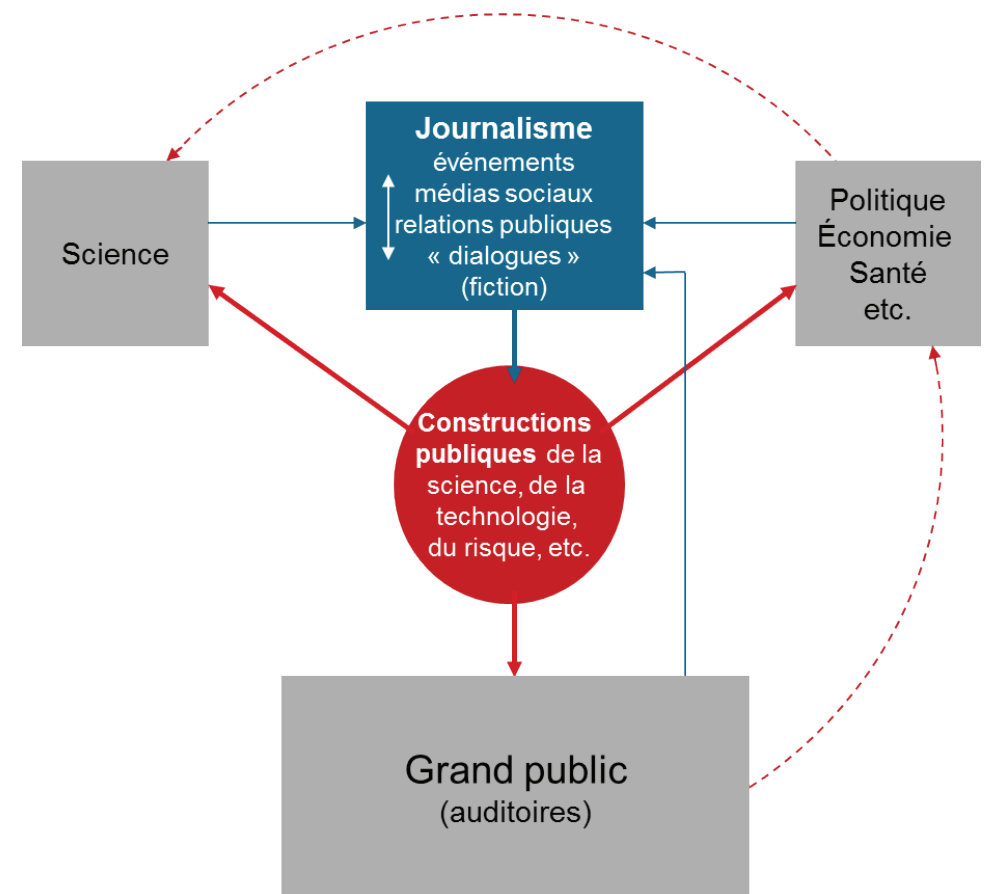 Journalisme
événements
médias sociaux
relations publiques
« dialogues »
(fiction)
Science
Politique
Économie
Santé
etc.
Constructions
publiques de la
science, de la
technologie,
du risque, etc.
Grand public
(auditoires)